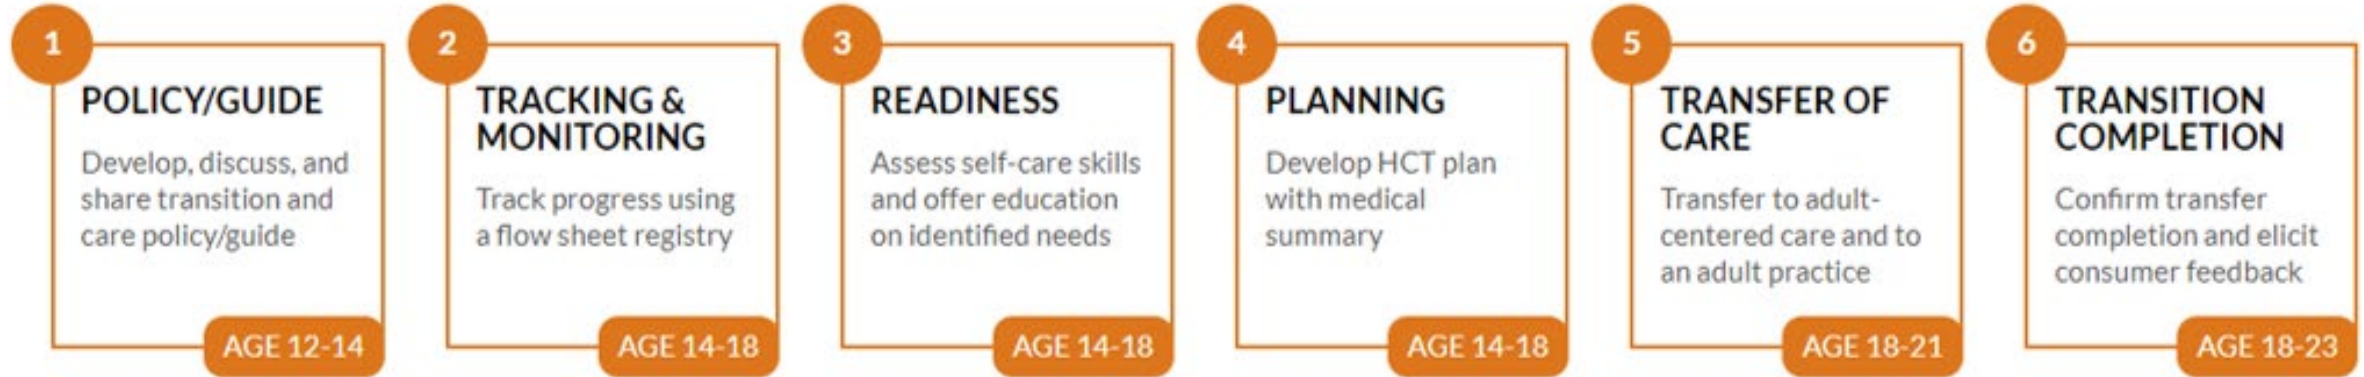 1
POLICY/GUIDE
Develop, discuss, and
share transition and
care policy/guide
AGE 12-14
2
TRACKING &
MONITORING
Track progress using
a flow sheet registry
AGE 14-18
3
READINESS
Assess self-care skills
and offer education
on identified needs
AGE 14-18
4
PLANNING
Develop HCT plan
with medical
summary
AGE 14-18
5
TRANSFER OF
CARE
Transfer to adult-
centered care and to
an adult practice
AGE 18-21
6
TRANSITION
COMPLETION
Confirm transfer
completion and elicit
consumer feedback
AGE 18-23